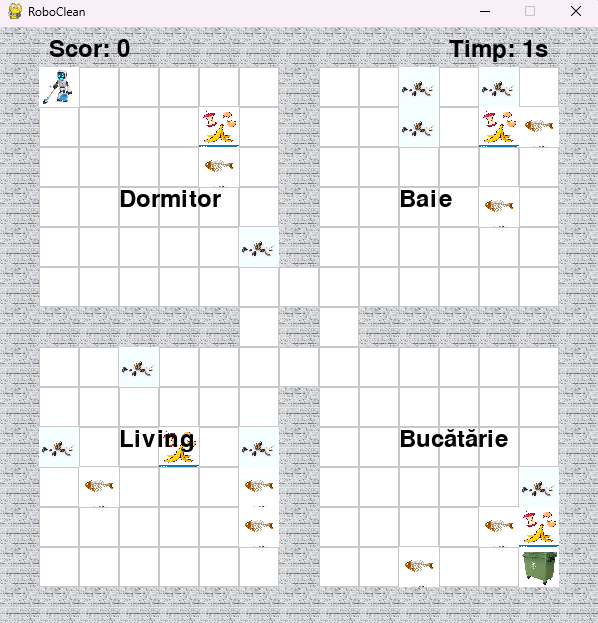 RoboClean
Scor: 0
Timp: 1s
Dormitor
Baie
Living
Bucătărie